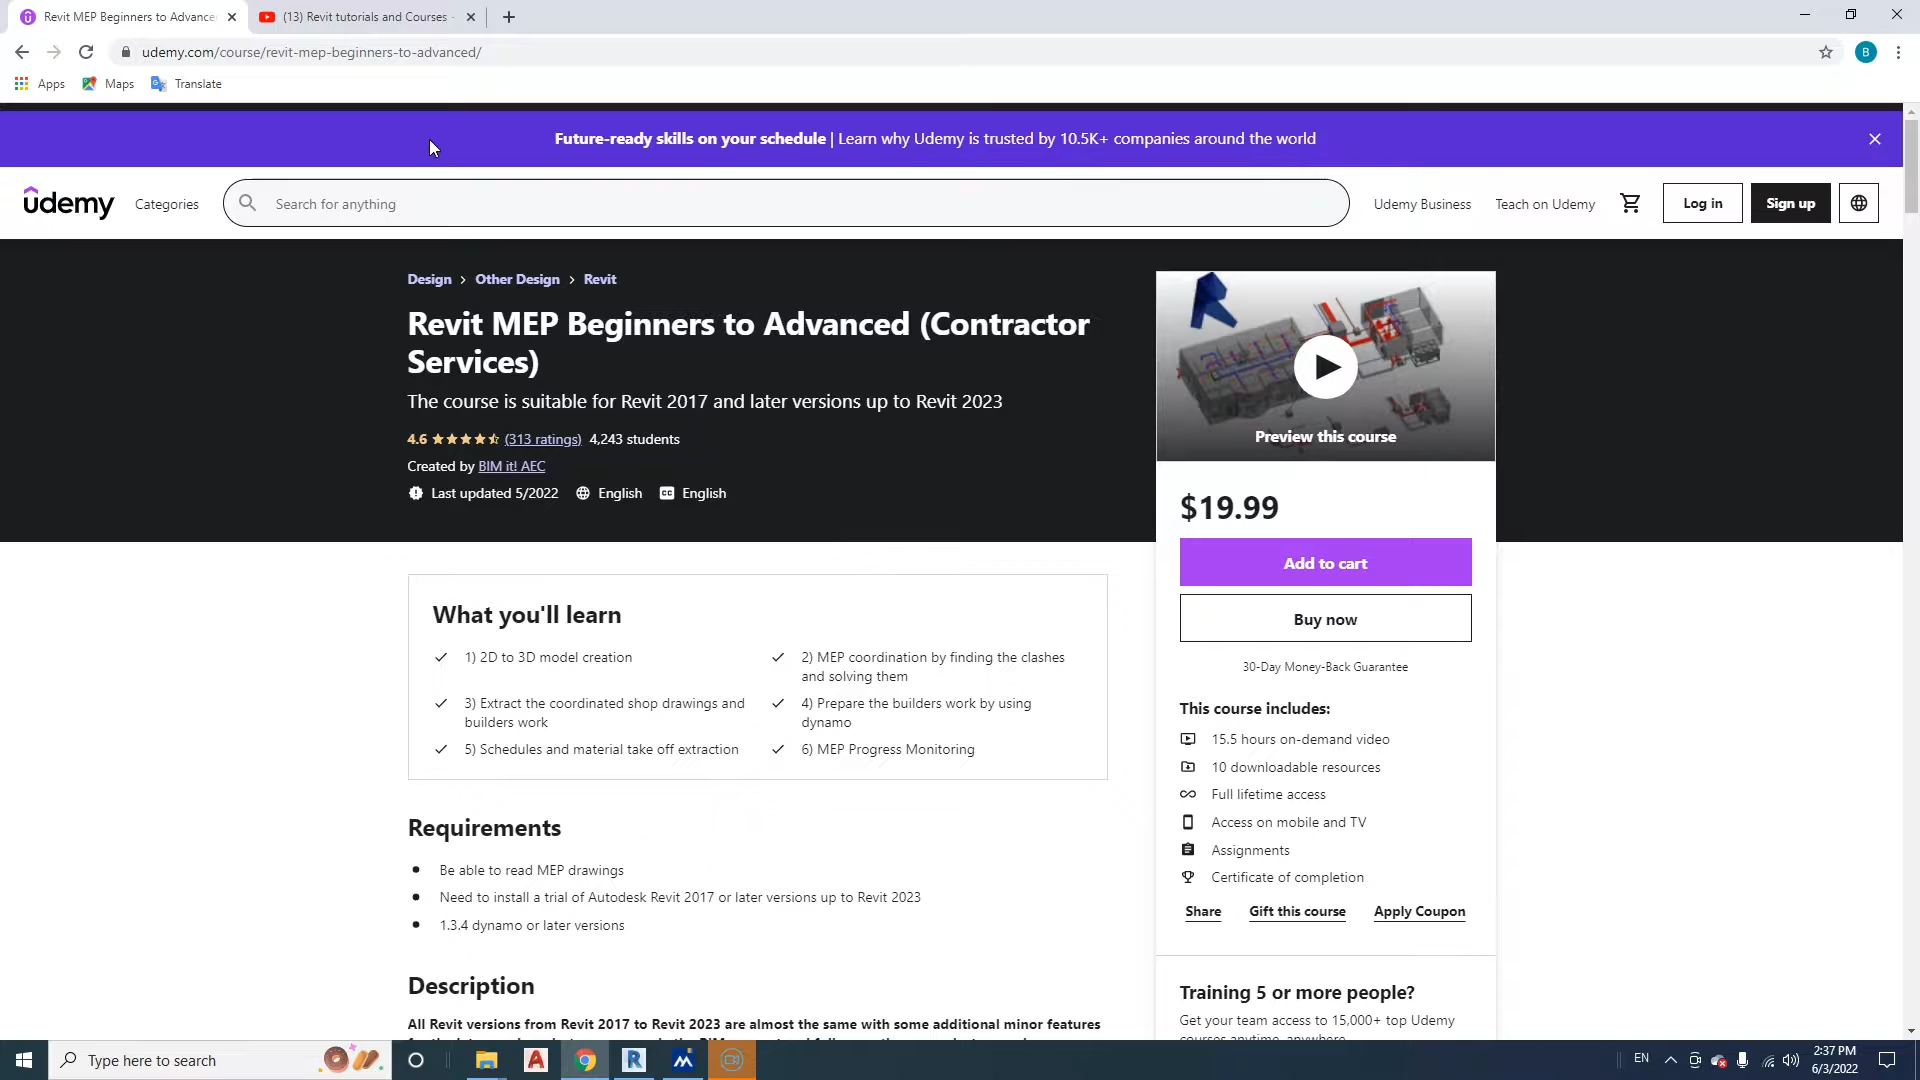 Revit MEP Beginners to Advance
(13) Revit tutorials and Courses -
udemy.com/course/revit-mep-beginners-to-advanced/
B
Apps
Maps
Translate
Future-ready skills on your schedule | Learn why Udemy is trusted by 10.5K+ companies around the world
udemy
Categories
Search for anything
Udemy Business
Teach on Udemy
Log in
Sign up
Design > Other Design > Revit
Revit MEP Beginners to Advanced (Contractor
Services)
The course is suitable for Revit 2017 and later versions up to Revit 2023
4.6 (313 ratings) 4,243 students
Created by BIM it! AEC
Last updated 5/2022 English CC English
Preview this course
$19.99
Add to cart
Buy now
30-Day Money-Back Guarantee
This course includes:
15.5 hours on-demand video
10 downloadable resources
Full lifetime access
Access on mobile and TV
Assignments
Certificate of completion
Share
Gift this course
Apply Coupon
Training 5 or more people?
Get your team access to 15,000+ top Udemy
What you'll learn
1) 2D to 3D model creation
2) MEP coordination by finding the clashes
and solving them
3) Extract the coordinated shop drawings and
builders work
4) Prepare the builders work by using
dynamo
5) Schedules and material take off extraction
6) MEP Progress Monitoring
Requirements
Be able to read MEP drawings
Need to install a trial of Autodesk Revit 2017 or later versions up to Revit 2023
1.3.4 dynamo or later versions
Description
All Revit versions from Revit 2017 to Revit 2023 are almost the same with some additional minor features
Type here to search
EN
2:37 PM
6/3/2022